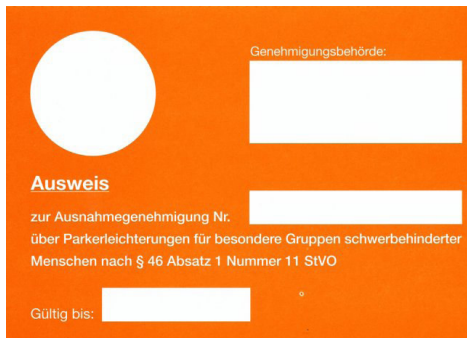 Genehmigungsbehörde:
Ausweis
zur Ausnahmegenehmigung Nr.
über Parkerleichterungen für besondere Gruppen schwerbehinderter
Menschen nach § 46 Absatz 1 Nummer 11 StVO
Gültig bis: